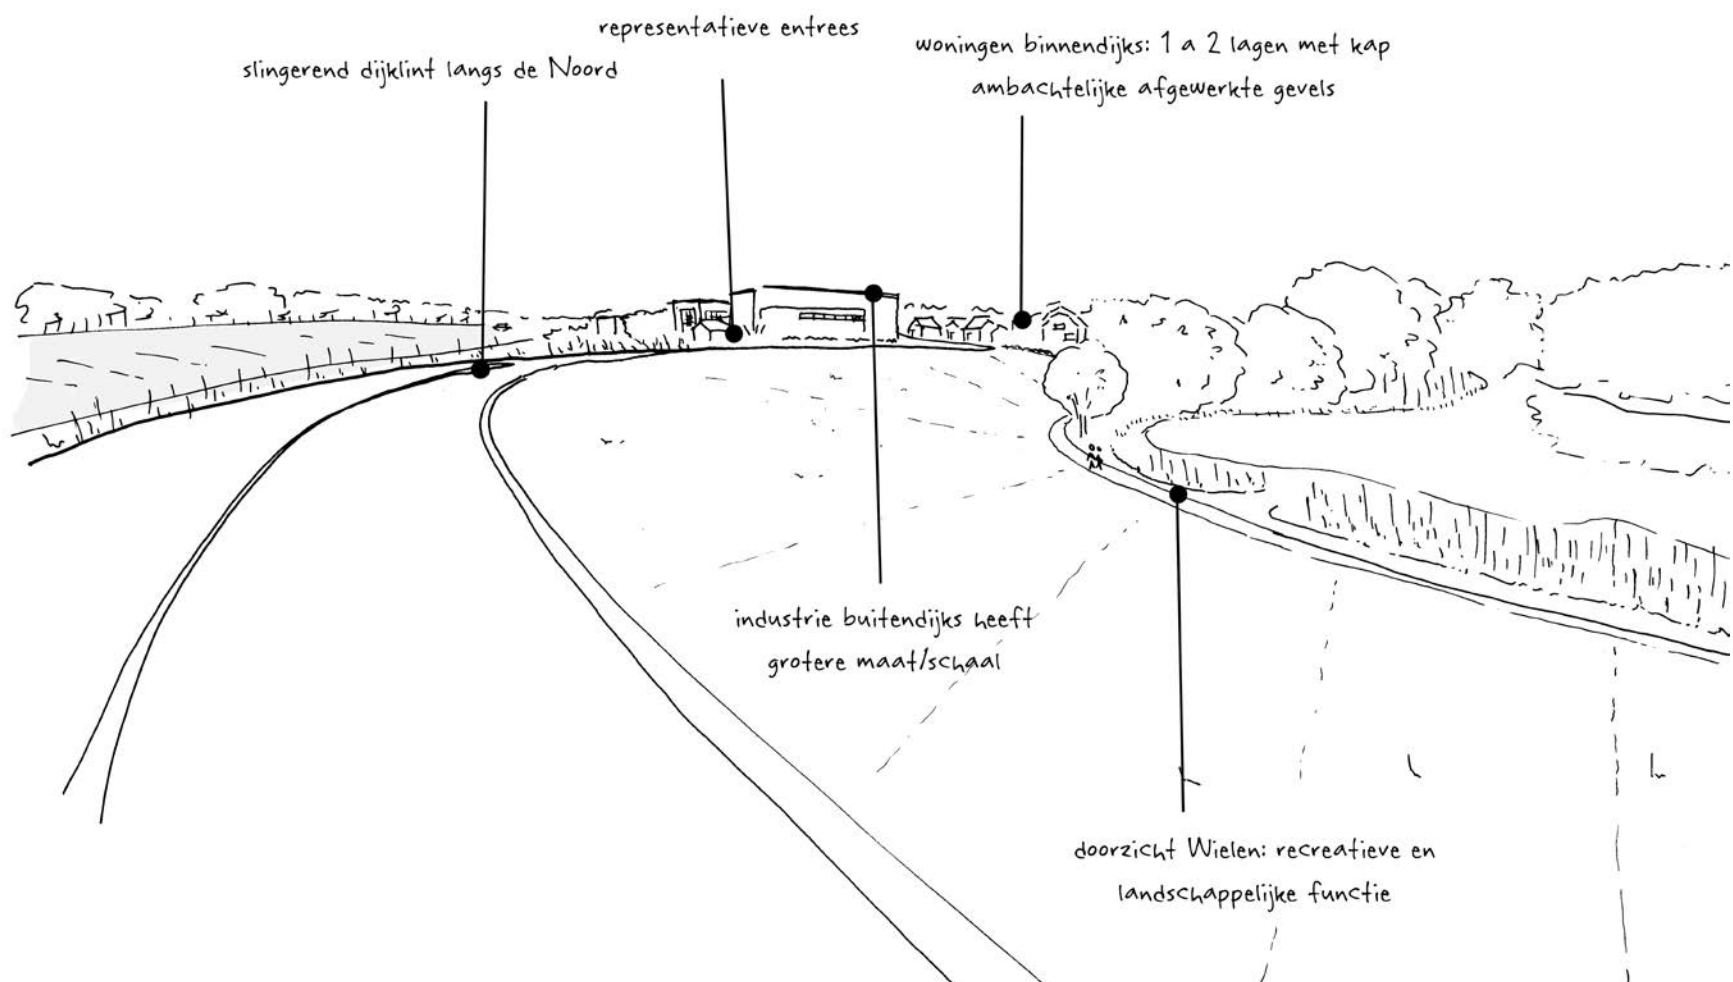 representatieve entrees
slingerend dijklint langs de Noord
woningen binnendijks: 1 a 2 lagen met kap
ambachtelijke afgewerkte gevels
industrie buitendijks heeft
grotere maat/schaal
doorzicht Wielen: recreatieve en
landschappelijke functie